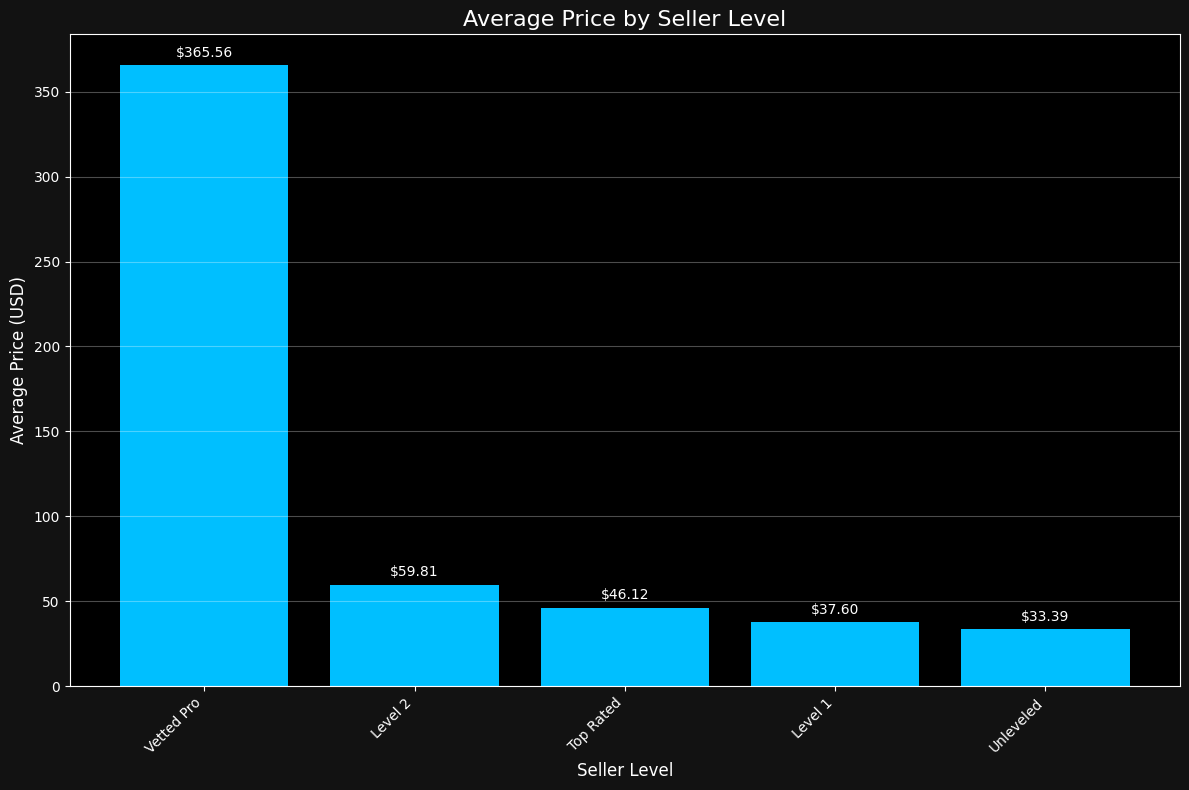 Average Price by Seller Level
$365.56
350
300
250
200
150
100
50
0
Average Price (USD)
$59.81
$46.12
$37.60
$33.39
Vetted Pro
Level 2
Top Rated
Level 1
Unleveled
Seller Level